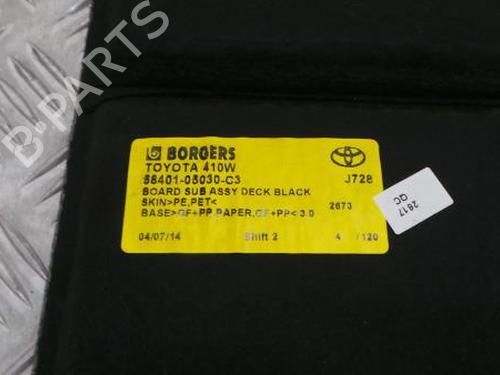 B-PARTS
BORGERS
TOYOTA 410W
58401-05030-C3
J728
BOARD SUB ASSY DECK BLACK
SKIN>PE,PET<
2673
BASE>GF+PP.PAPER,GF+PP< 3.0
04/07/14 Shift 2 4 /120
2817
QC